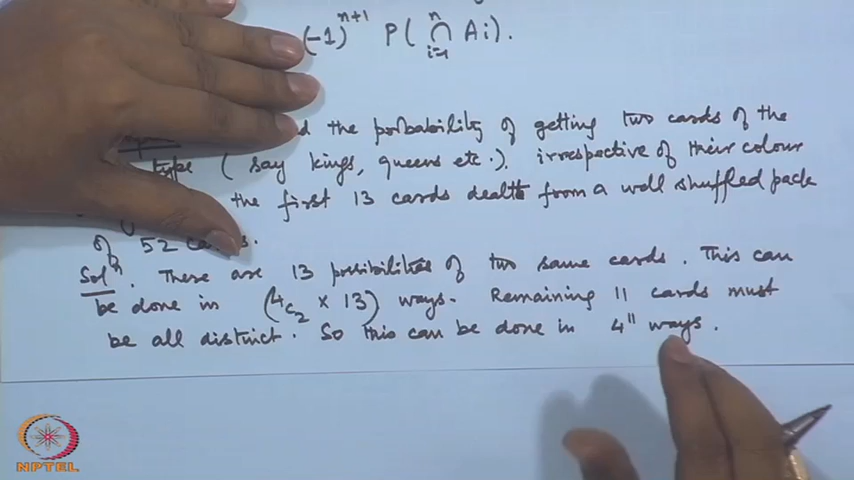 (-1)^{n+1} P(⋂_{i=1}^{n} Ai).
the probability of getting two cards of the
type (say kings, queens etc.), irrespective of their colour
the first 13 cards dealt from a well shuffled pack
of 52
Solⁿ. There are 13 possibilities of two same cards. This can
be done in (4c₂ × 13) ways. Remaining 11 cards must
be all distinct. So this can be done in 4¹¹ ways.
NPTEL